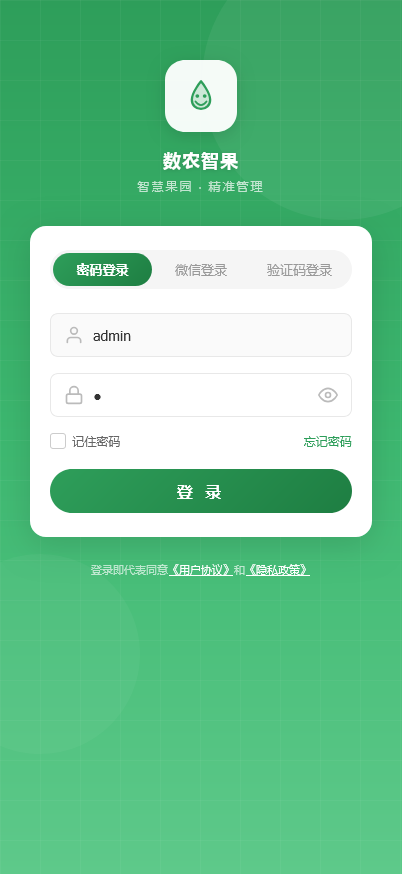 数农智果
智慧果园 · 精准管理
密码登录 微信登录 验证码登录
admin
●
记住密码 忘记密码
登 录
登录即代表同意《用户协议》和《隐私政策》